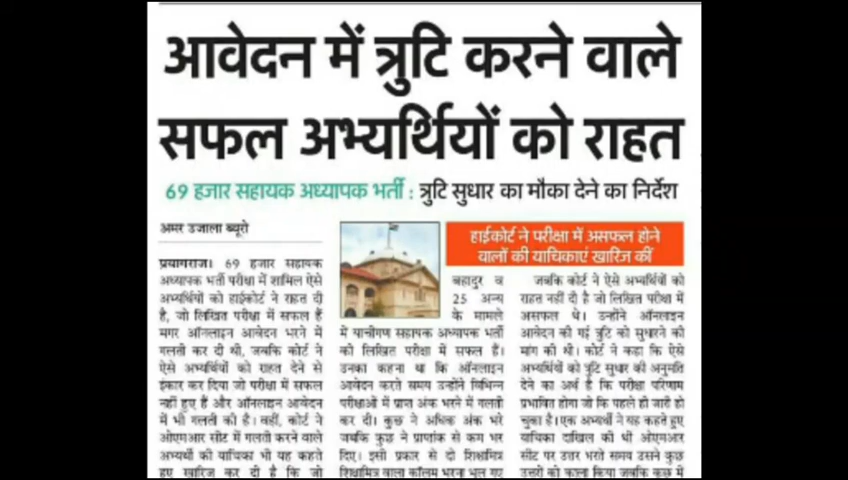 आवेदन में त्रुटि करने वाले
सफल अभ्यर्थियों को राहत
69 हजार सहायक अध्यापक भर्ती : त्रुटि सुधार का मौका देने का निर्देश
अमर उजाला ब्यूरो
प्रयागराज। 69 हजार सहायक
अध्यापक भर्ती परीक्षा में शामिल ऐसे
अभ्यर्थियों को हाईकोर्ट ने राहत दी
है, जो लिखित परीक्षा में सफल हैं
मगर ऑनलाइन आवेदन भरने में
गलती कर दी थी, जबकि कोर्ट ने
ऐसे अभ्यर्थियों को राहत देने से
इंकार कर दिया जो परीक्षा में सफल
नहीं हुए हैं और ऑनलाइन आवेदन
में भी गलती की है। वहीं, कोर्ट ने
ओएमआर सीट में गलती करने वाले
अभ्यर्थी की याचिका भी यह कहते
हुए खारिज कर दी है कि जो
हाईकोर्ट ने परीक्षा में असफल होने
वालों की याचिकाएं खारिज कीं
बहादुर व
25 अन्य
के मामले
में याचीगण सहायक अध्यापक भर्ती
की लिखित परीक्षा में सफल हैं।
उनका कहना था कि ऑनलाइन
आवेदन करते समय उन्होंने विभिन्न
परीक्षाओं में प्राप्त अंक भरने में गलती
कर दी। कुछ ने अधिक अंक भरे
जबकि कुछ ने प्राप्तांक से कम भर
दिए। इसी प्रकार से दो शिक्षामित्र
शिक्षामित्र वाला कॉलम भरना भूल गए
जबकि कोर्ट ने ऐसे अभ्यर्थियों को
राहत नहीं दी है जो लिखित परीक्षा में
असफल थे। उन्होंने ऑनलाइन
आवेदन की गई त्रुटि को सुधारने की
मांग की थी। कोर्ट ने कहा कि ऐसे
अभ्यर्थियों को त्रुटि सुधार की अनुमति
देने का अर्थ है कि परीक्षा परिणाम
प्रभावित होगा जो कि पहले ही जारी हो
चुका है। एक अभ्यर्थी ने यह कहते हुए
याचिका दाखिल की थी ओएमआर
सीट पर उत्तर भरते समय उसने कुछ
उत्तरों को काला किया जबकि कुछ में